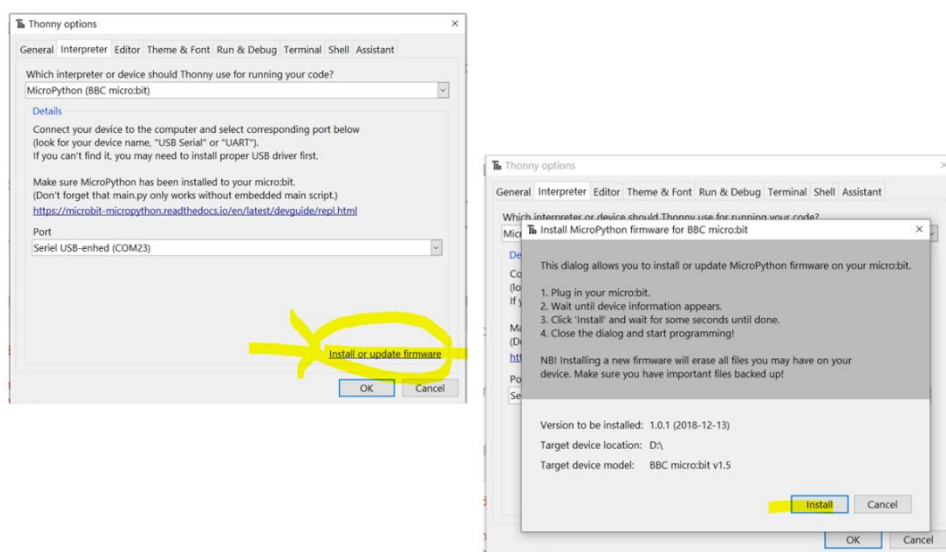 Thonny options
General Interpreter Editor Theme & Font Run & Debug Terminal Shell Assistant
Which interpreter or device should Thonny use for running your code?
MicroPython (BBC micro:bit)
Details
Connect your device to the computer and select corresponding port below
(look for your device name, "USB Serial" or "UART").
If you can't find it, you may need to install proper USB driver first.
Make sure MicroPython has been installed to your micro:bit.
(Don't forget that main.py only works without embedded main script.)
https://microbit-micropython.readthedocs.io/en/latest/devguide/repl.html
Port
Seriel USB-enhed (COM23)
Install or update firmware
OK Cancel
Thonny options
General Interpreter Editor Theme & Font Run & Debug Terminal Shell Assistant
Which interpreter or device should Thonny use for running your code?
Install MicroPython firmware for BBC micro:bit
This dialog allows you to install or update MicroPython firmware on your micro:bit.
1. Plug in your micro:bit.
2. Wait until device information appears.
3. Click 'Install' and wait for some seconds until done.
4. Close the dialog and start programming!
NB! Installing a new firmware will erase all files you may have on your
device. Make sure you have important files backed up!
Version to be installed: 1.0.1 (2018-12-13)
Target device location: D:\
Target device model: BBC micro:bit v1.5
Install Cancel
OK Cancel